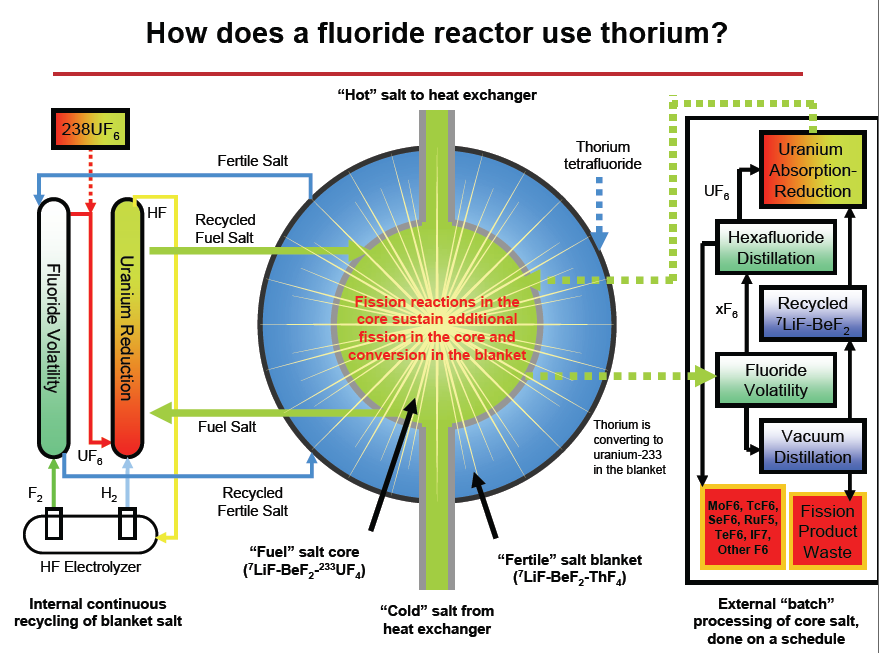 How does a fluoride reactor use thorium?
“Hot” salt to heat exchanger
238UF₆
Fertile Salt
HF
Recycled
Fuel Salt
Fluoride Volatility
Uranium Reduction
Fuel Salt
UF₆
F₂
H₂
Recycled
Fertile Salt
HF Electrolyzer
Internal continuous
recycling of blanket salt
Thorium
tetrafluoride
Fission reactions in the
core sustain additional
fission in the core and
conversion in the blanket
Thorium is
converting to
uranium-233
in the blanket
“Fuel” salt core
(⁷LiF-BeF₂-²³³UF₄)
“Fertile” salt blanket
(⁷LiF-BeF₂-ThF₄)
“Cold” salt from
heat exchanger
Uranium
Absorption-
Reduction
UF₆
Hexafluoride
Distillation
xF₆
Recycled
⁷LiF-BeF₂
Fluoride
Volatility
Vacuum
Distillation
MoF6, TcF6,
SeF6, RuF5,
TeF6, IF7,
Other F6
Fission
Product
Waste
External “batch”
processing of core salt,
done on a schedule